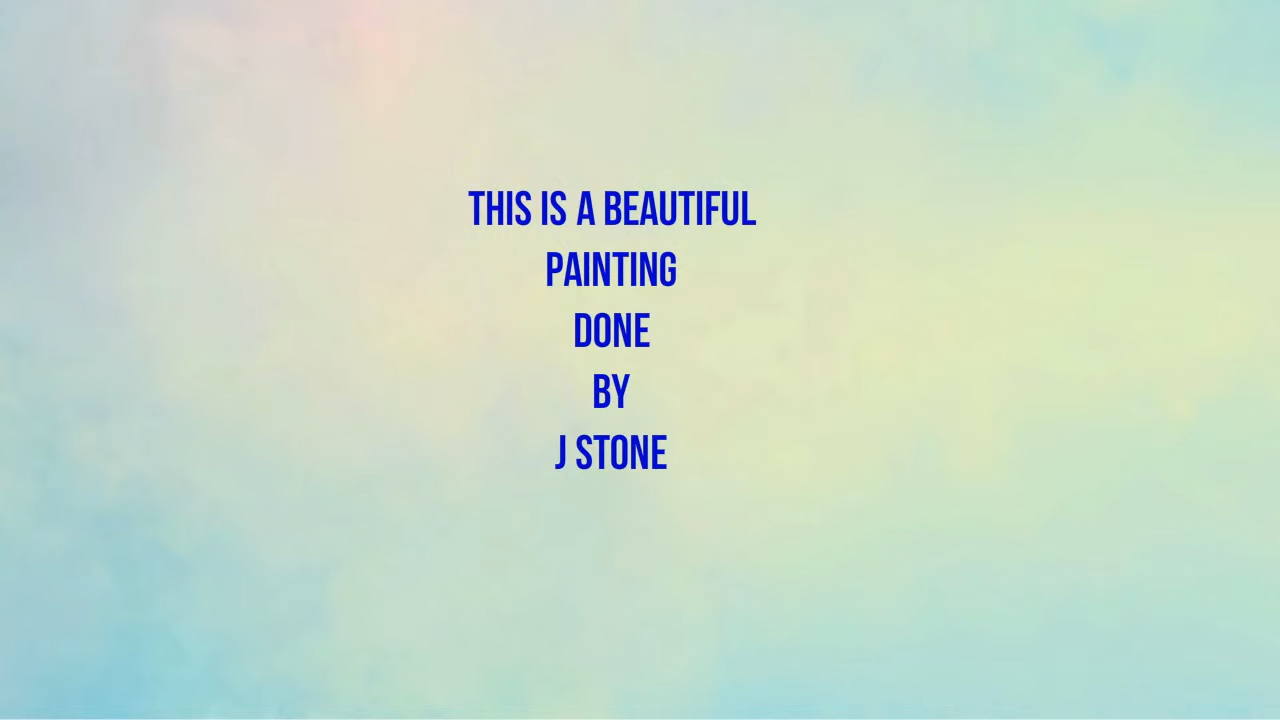 THIS IS A BEAUTIFUL
PAINTING
DONE
BY
J STONE